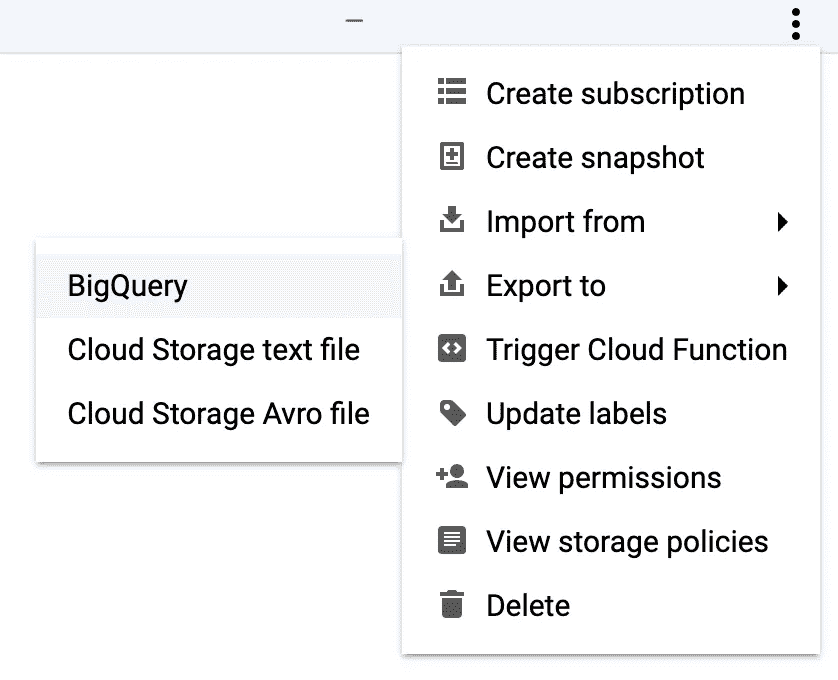 Create subscription
Create snapshot
Import from
Export to
BigQuery
Cloud Storage text file
Cloud Storage Avro file
Trigger Cloud Function
Update labels
View permissions
View storage policies
Delete